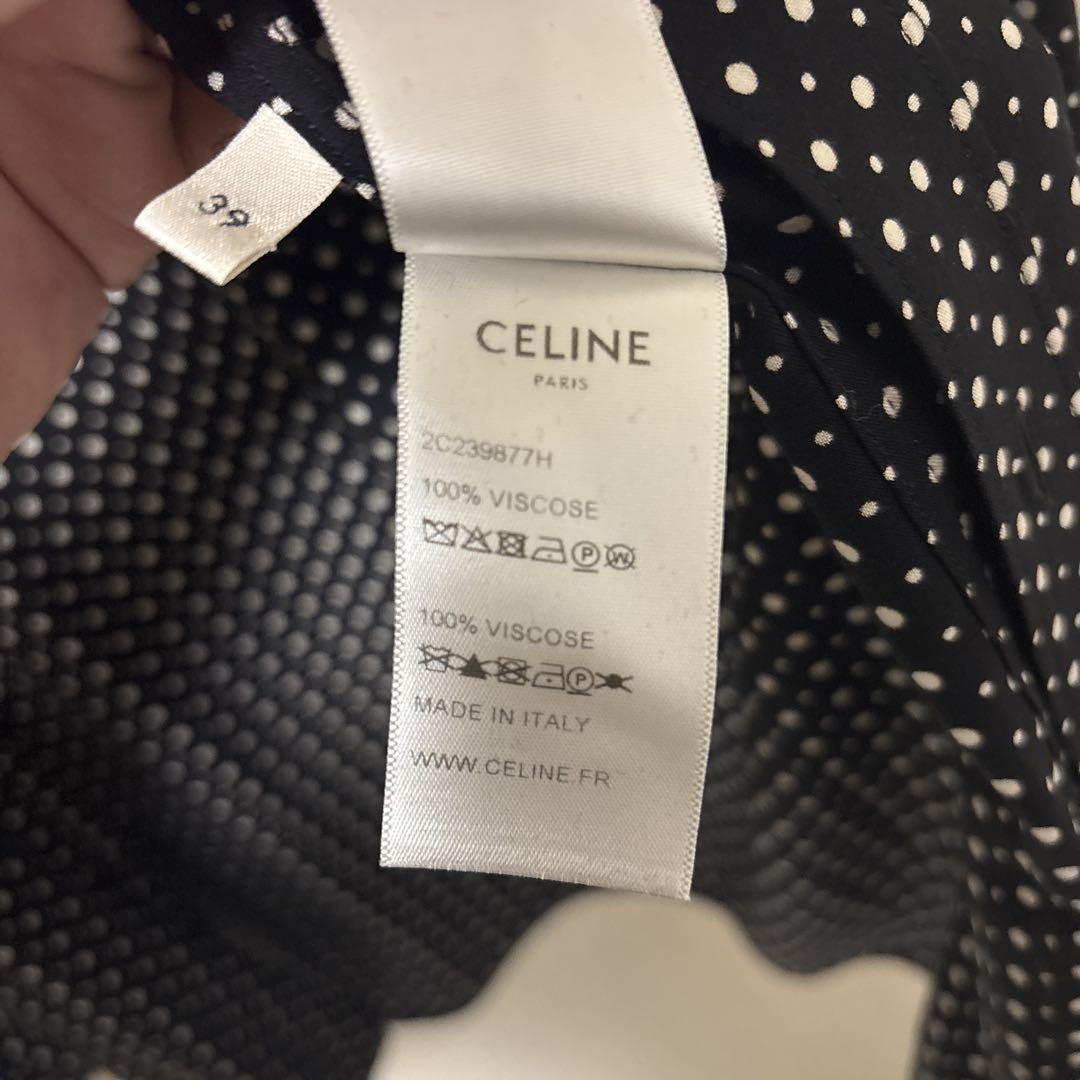 39
CELINE
PARIS
2C239877H
100% VISCOSE
P W
100% VISCOSE
P
MADE IN ITALY
WWW.CELINE.FR